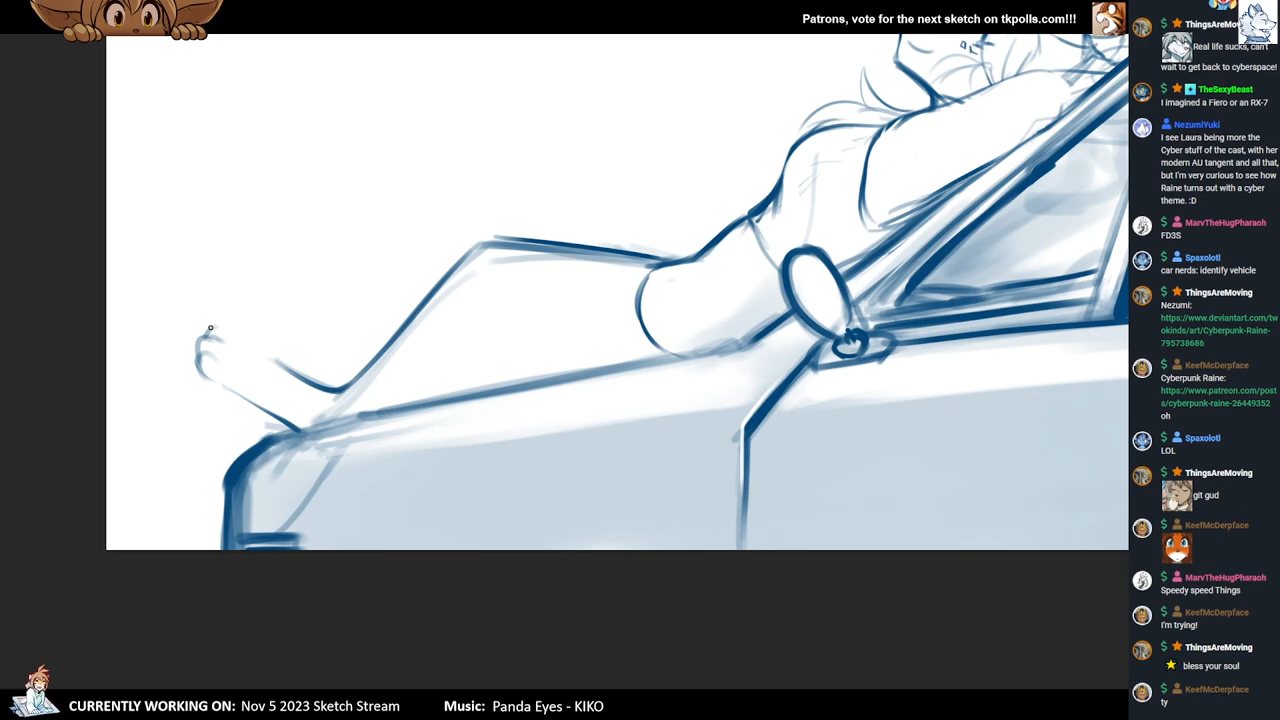 Patrons, vote for the next sketch on tkpolls.com!!!
$ ThingsAreMov
Real life sucks, can't
wait to get back to cyberspace!
$ TheSexyBeast
I imagined a Fiero or an RX-7
NezumiYuki
I see Laura being more the
Cyber stuff of the cast, with her
modern AU tangent and all that,
but I'm very curious to see how
Raine turns out with a cyber
theme. :D
$ MarvTheHugPharaoh
FD3S
$ Spaxolotl
car nerds: identify vehicle
$ ThingsAreMoving
Nezumi:
https://www.deviantart.com/tw
okinds/art/Cyberpunk-Raine-
795738686
$ KeefMcDerpface
Cyberpunk Raine:
https://www.patreon.com/post
s/cyberpunk-raine-26449352
oh
$ Spaxolotl
LOL
$ ThingsAreMoving
git gud
$ KeefMcDerpface
$ MarvTheHugPharaoh
Speedy speed Things
$ KeefMcDerpface
I'm trying!
$ ThingsAreMoving
bless your soul
$ KeefMcDerpface
ty
CURRENTLY WORKING ON: Nov 5 2023 Sketch Stream Music: Panda Eyes - KIKO